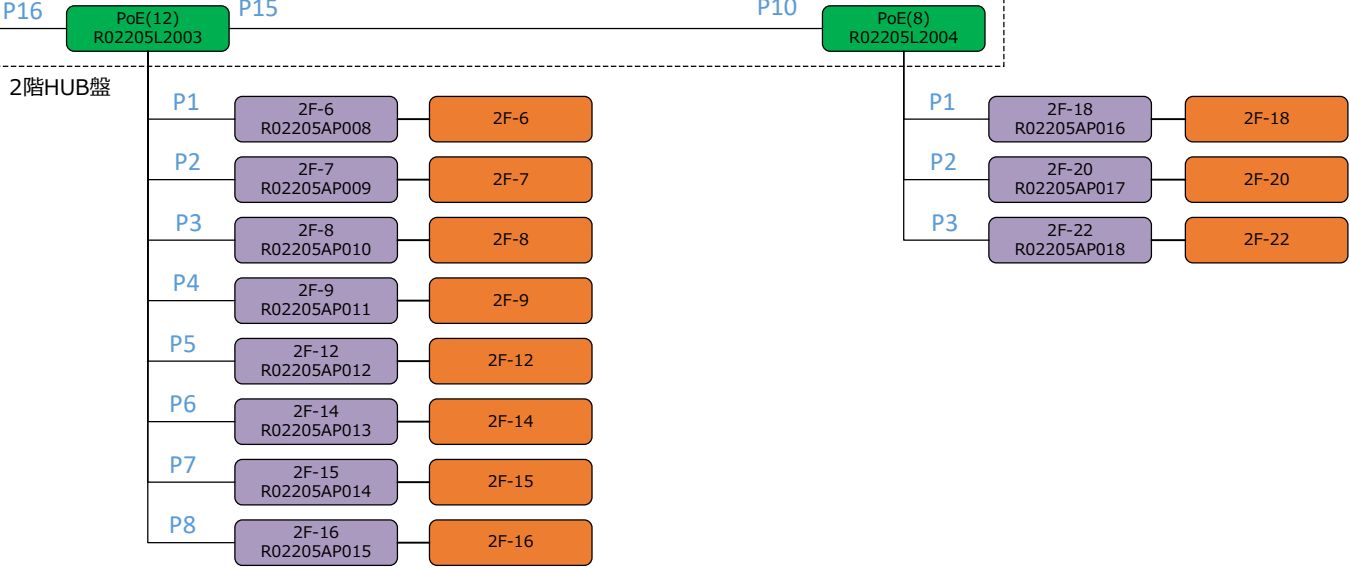 P16
PoE(12)
R02205L2003
P15
P10
PoE(8)
R02205L2004
2階HUB盤
P1
2F-6
R02205AP008
2F-6
P2
2F-7
R02205AP009
2F-7
P3
2F-8
R02205AP010
2F-8
P4
2F-9
R02205AP011
2F-9
P5
2F-12
R02205AP012
2F-12
P6
2F-14
R02205AP013
2F-14
P7
2F-15
R02205AP014
2F-15
P8
2F-16
R02205AP015
2F-16
P1
2F-18
R02205AP016
2F-18
P2
2F-20
R02205AP017
2F-20
P3
2F-22
R02205AP018
2F-22